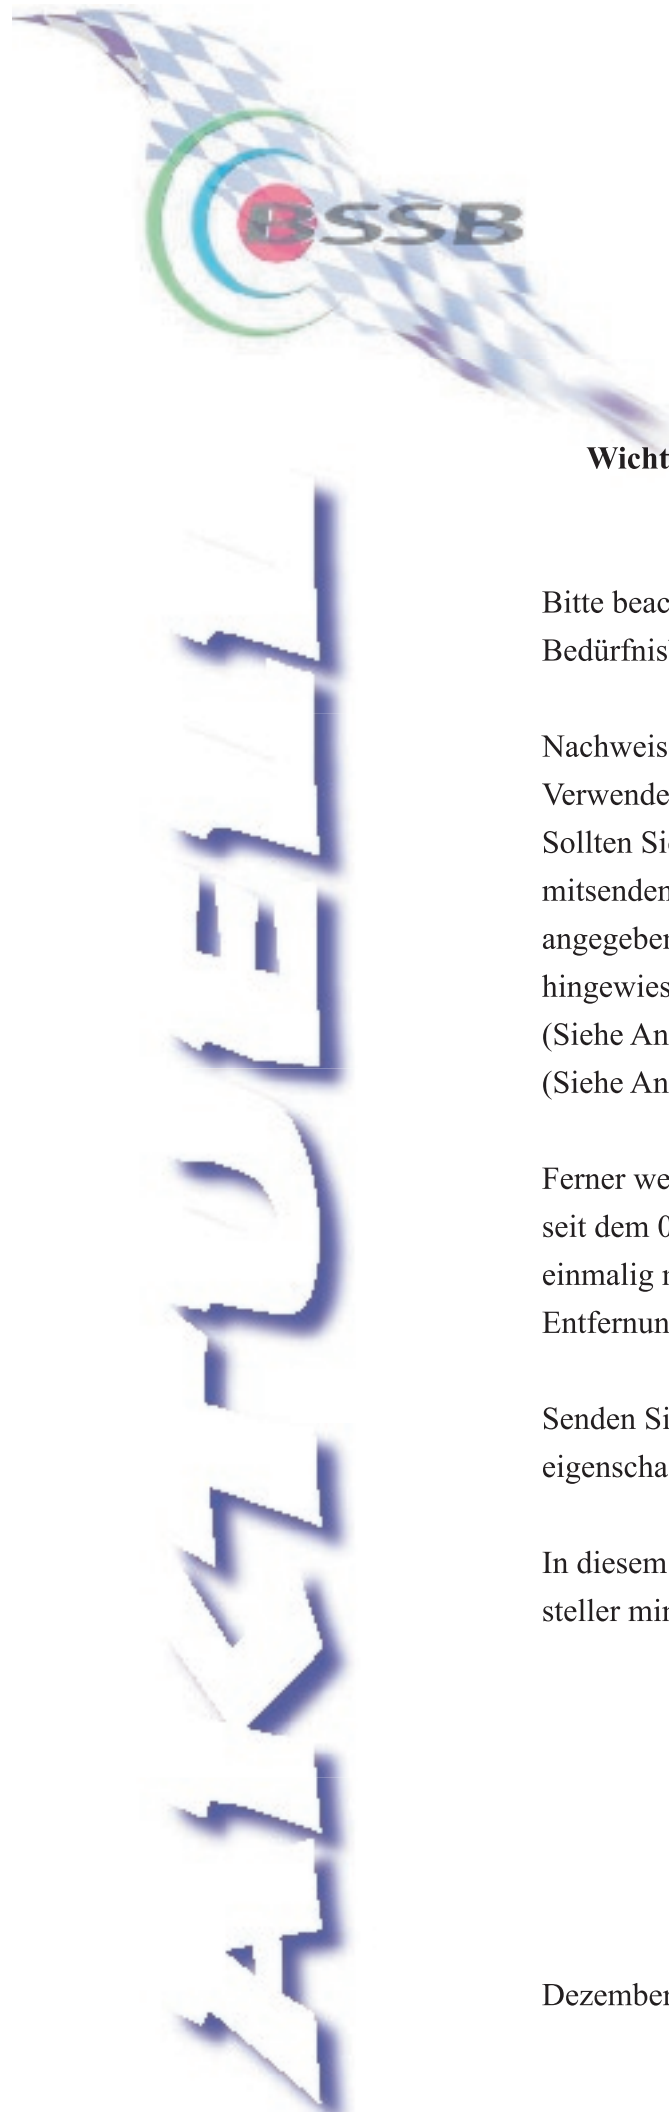 BSSB
Wicht
AKTUELL
Bitte beac
Bedürfnis
Nachweis
Verwende
Sollten Si
mitsenden
angegeben
hingewies
(Siehe An
(Siehe An
Ferner we
seit dem 0
einmalig
Entfernun
Senden Si
eigenscha
In diesem
steller
Dezember